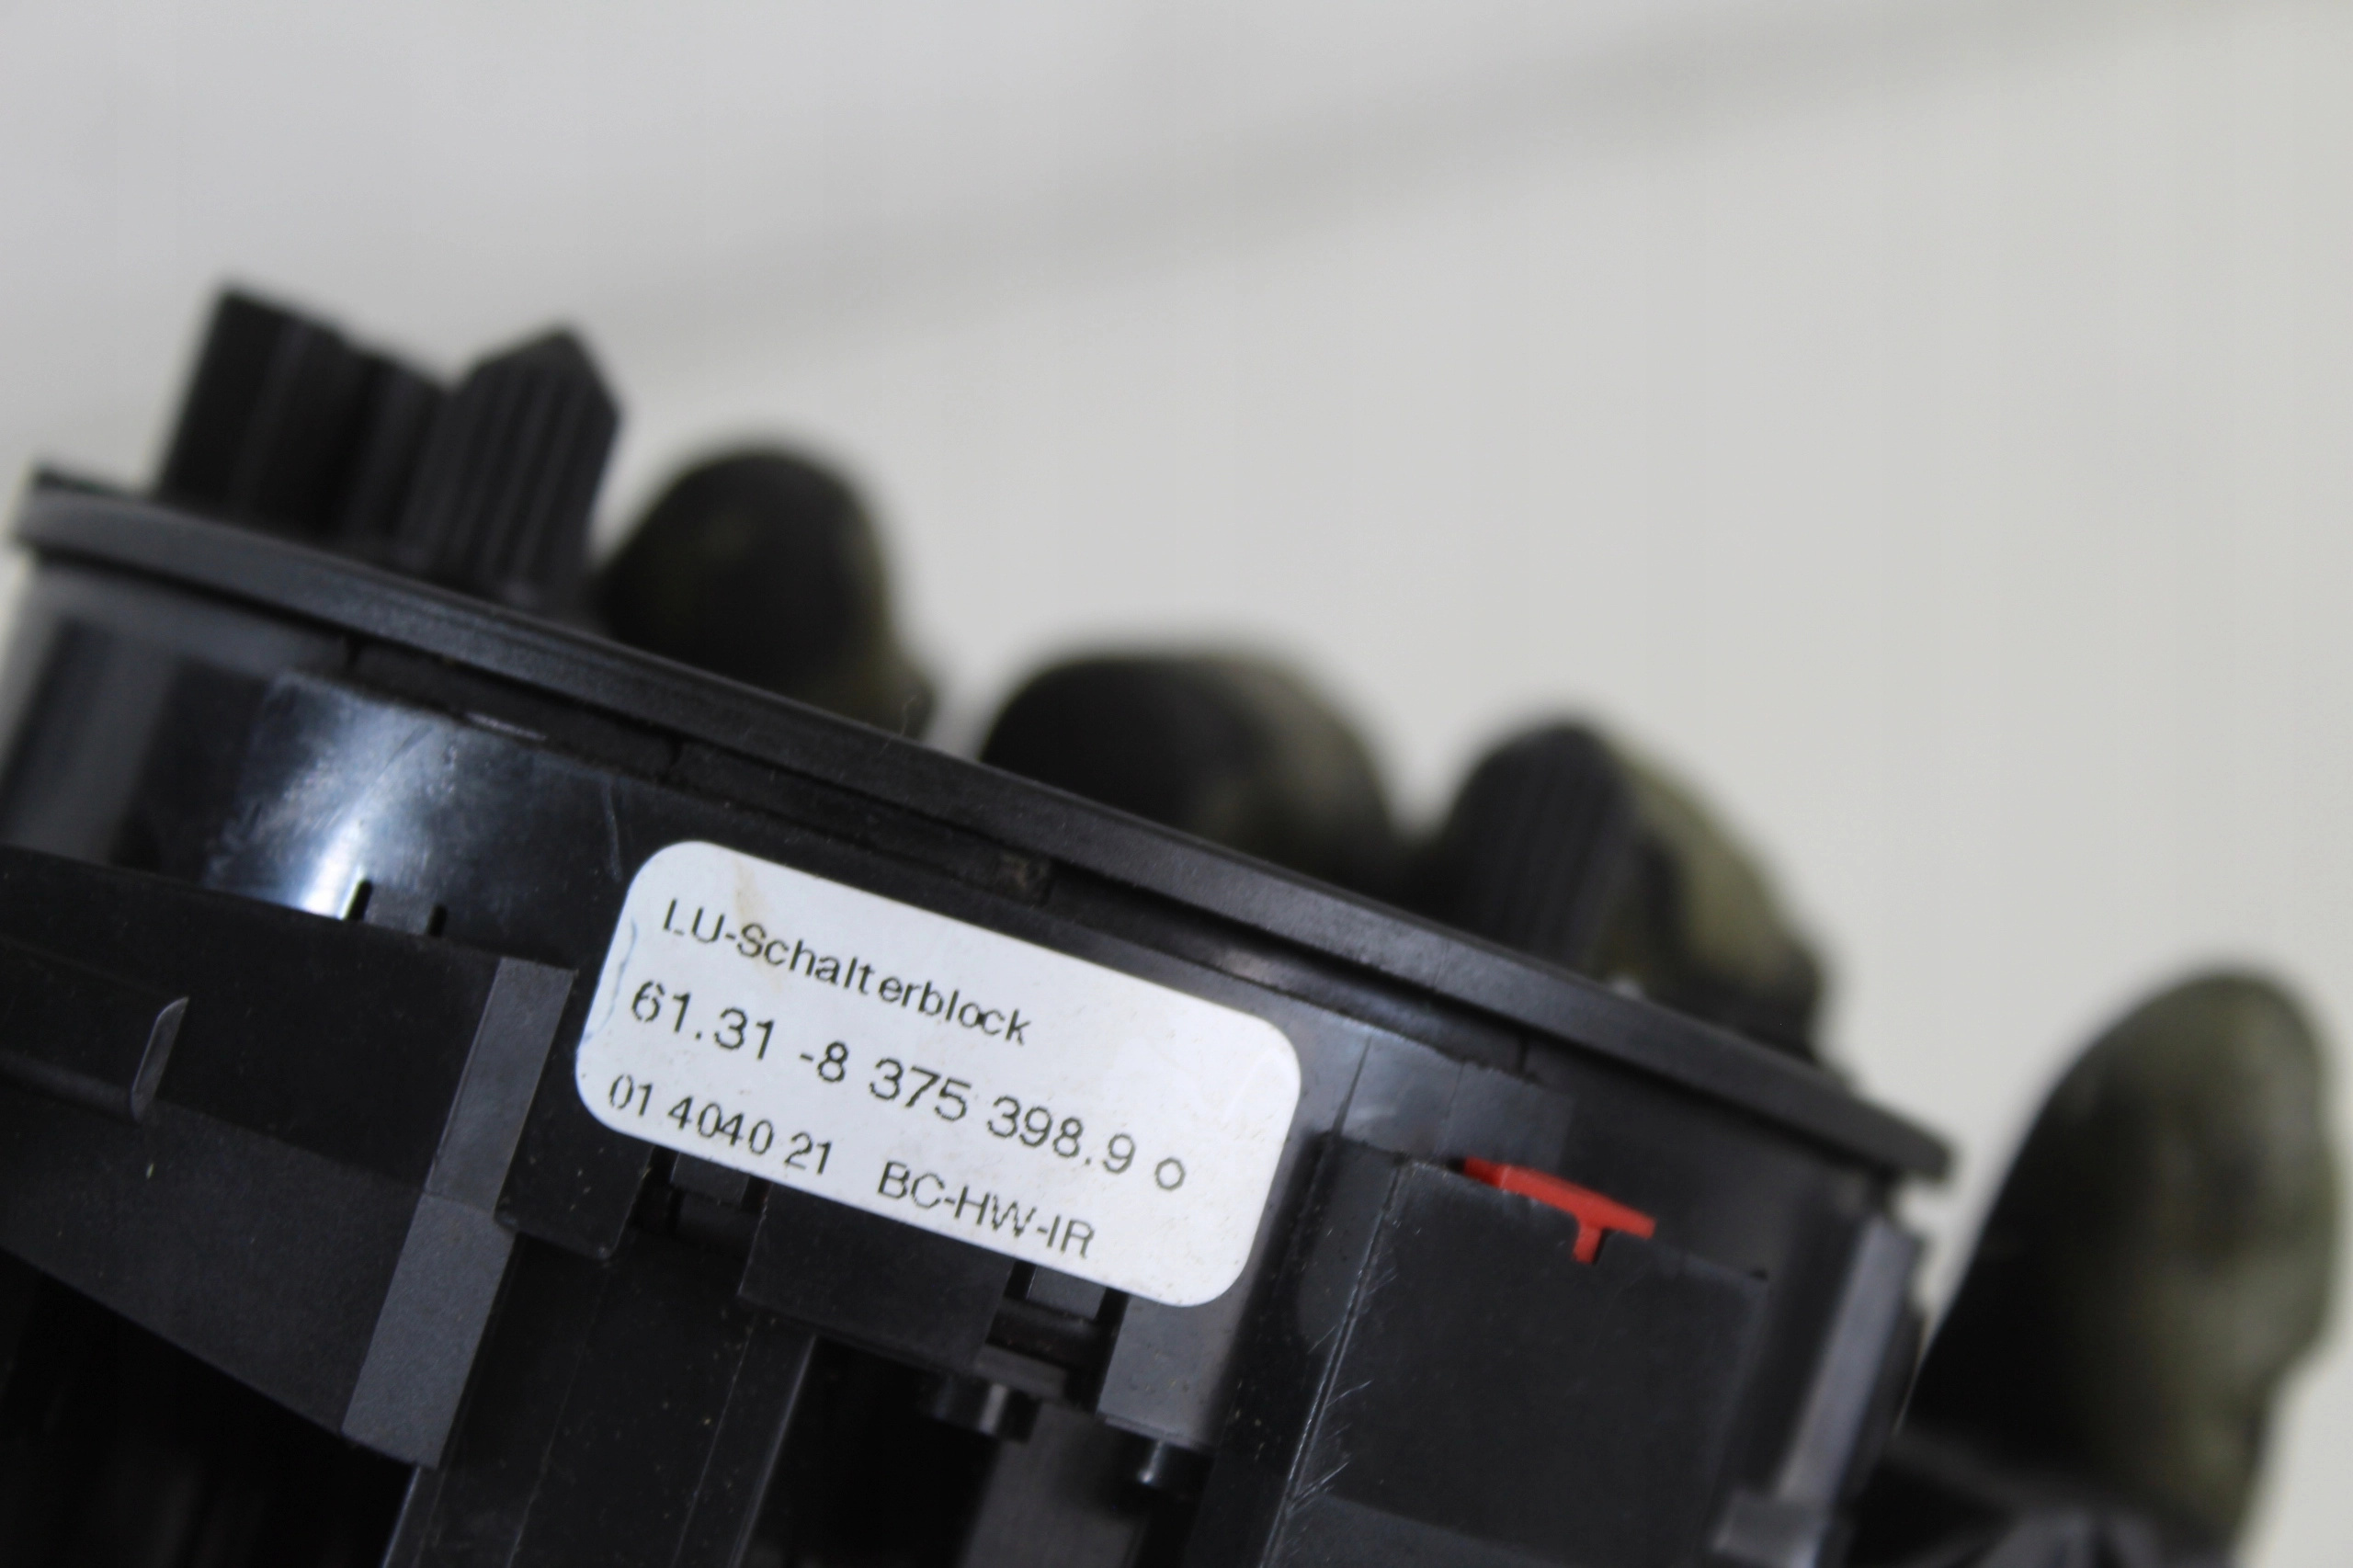 LU-Schalterblock
61.31 -8 375 398.9 O
01 4040 21 BC-HW-IR